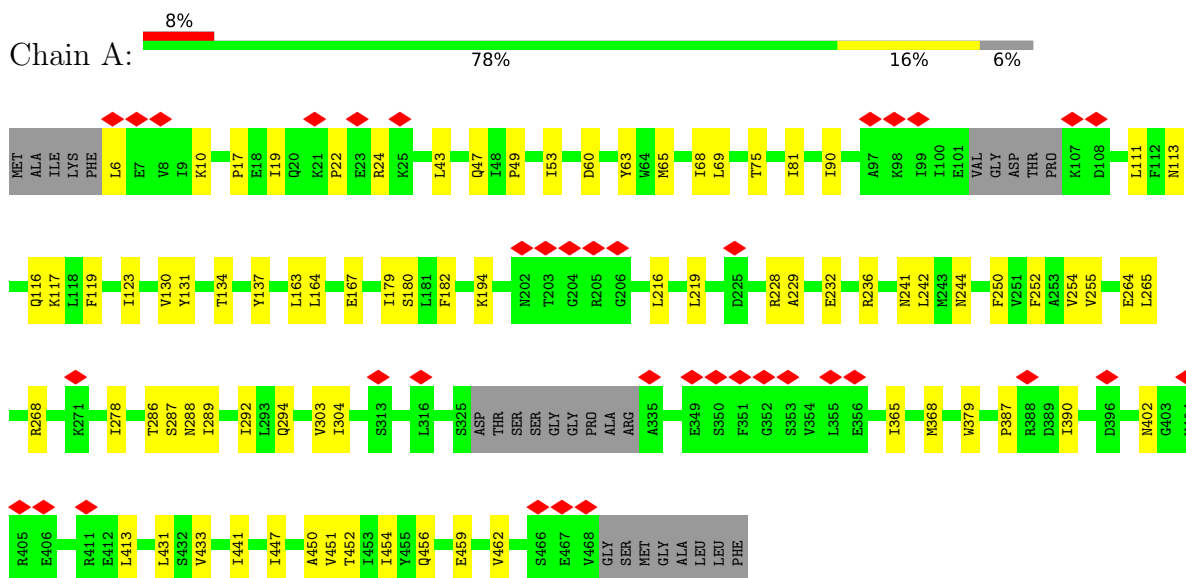 8%
Chain A:
78% 16% 6%
MET ALA ILE LYS PHE L6 E7 V8 I9 K10 P17 E18 I19 Q20 K21 P22 E23 R24 K25 L43 Q47 I48 P49 I53 D60 Y63 W64 M65 I68 L69 T75 I81 I90 A97 K98 I99 I100 E101 VAL GLY ASP THR PRO K107 D108 L111 F112 N113
Q116 K117 L118 F119 I123 V130 Y131 T134 Y137 L163 L164 E167 I179 S180 L181 F182 K194 N202 T203 G204 R205 G206 L216 L219 D225 R228 A229 E232 R236 N241 L242 M243 N244 F250 V251 F252 A253 V254 V255 E264 L265
R268 K271 I278 T286 S287 N288 I289 I292 L293 Q294 V303 I304 S313 L316 S325 ASP THR SER SER GLY GLY PRO ALA ARG A335 E349 S350 F351 G352 S353 V354 L355 E356 I365 M368 W379 P387 R388 D389 I390 D396 N402 G403
R405 E406 R411 E412 L413 L431 S432 V433 I441 I447 A450 V451 T452 I453 I454 Y455 Q456 E459 V462 S466 E467 V468 GLY SER MET GLY ALA LEU LEU PHE